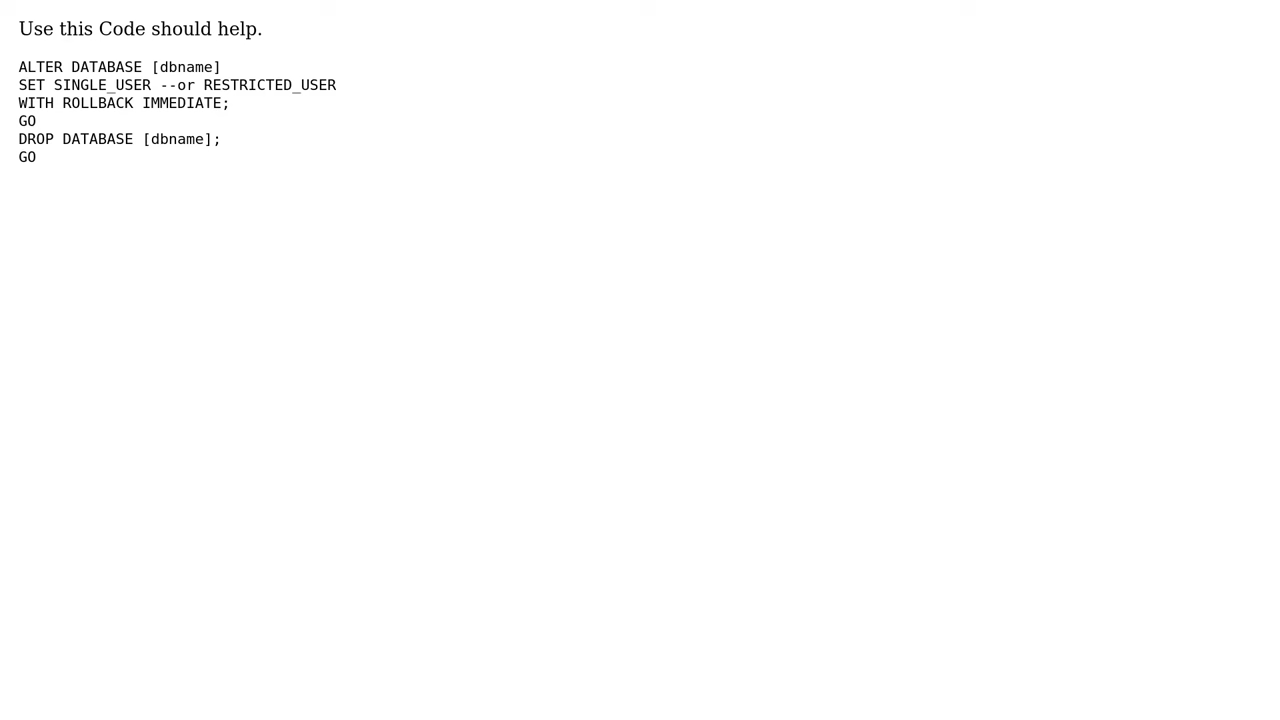 Use this Code should help.
ALTER DATABASE [dbname]
SET SINGLE_USER --or RESTRICTED_USER
WITH ROLLBACK IMMEDIATE;
GO
DROP DATABASE [dbname];
GO